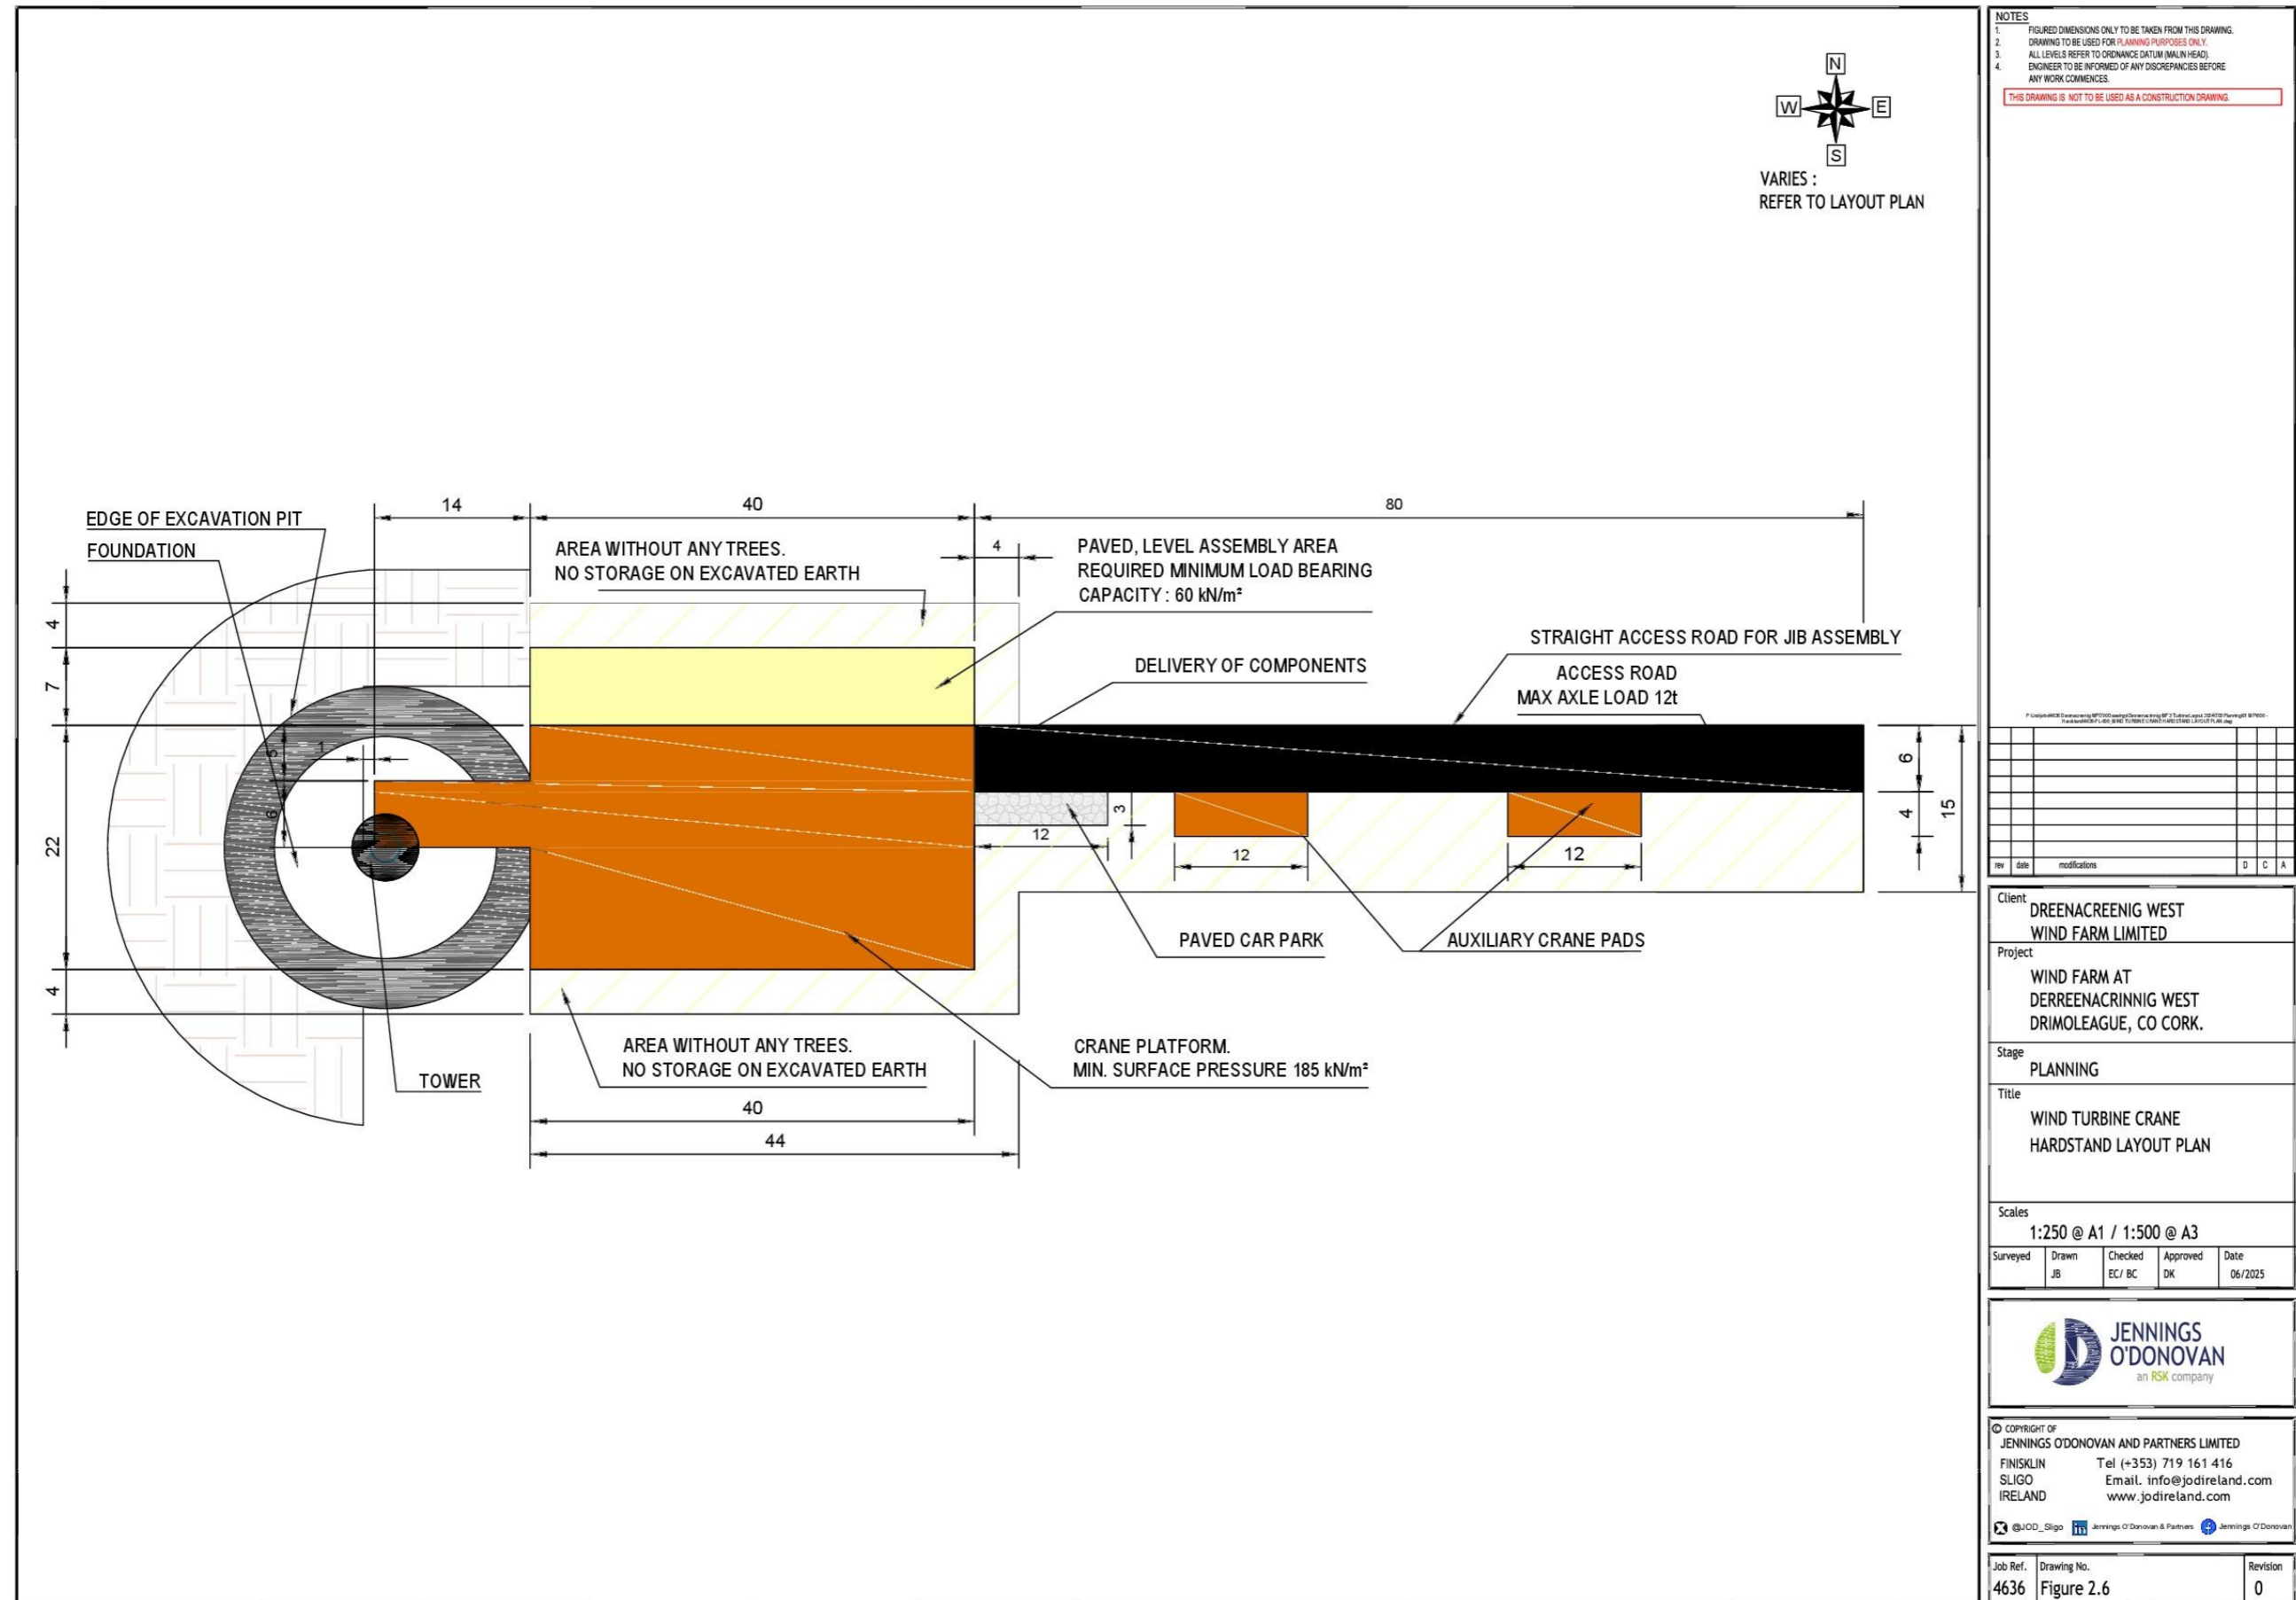 N
W
E
S
VARIES :
REFER TO LAYOUT PLAN
14
40
80
EDGE OF EXCAVATION PIT
FOUNDATION
AREA WITHOUT ANY TREES.
NO STORAGE ON EXCAVATED EARTH
4
PAVED, LEVEL ASSEMBLY AREA
REQUIRED MINIMUM LOAD BEARING
CAPACITY : 60 kN/m²
STRAIGHT ACCESS ROAD FOR JIB ASSEMBLY
DELIVERY OF COMPONENTS
ACCESS ROAD
MAX AXLE LOAD 12t
4
7
22
4
5
1
6
12
3
12
12
6
4
15
PAVED CAR PARK
AUXILIARY CRANE PADS
AREA WITHOUT ANY TREES.
NO STORAGE ON EXCAVATED EARTH
CRANE PLATFORM.
MIN. SURFACE PRESSURE 185 kN/m²
TOWER
40
44
NOTES
1. FIGURED DIMENSIONS ONLY TO BE TAKEN FROM THIS DRAWING.
2. DRAWING TO BE USED FOR PLANNING PURPOSES ONLY.
3. ALL LEVELS REFER TO ORDNANCE DATUM (MALIN HEAD).
4. ENGINEER TO BE INFORMED OF ANY DISCREPANCIES BEFORE
ANY WORK COMMENCES.
THIS DRAWING IS NOT TO BE USED AS A CONSTRUCTION DRAWING.
rev date modifications D C A
Client
DREENACREENIG WEST
WIND FARM LIMITED
Project
WIND FARM AT
DERREENACRINNIG WEST
DRIMOLEAGUE, CO CORK.
Stage
PLANNING
Title
WIND TURBINE CRANE
HARDSTAND LAYOUT PLAN
Scales
1:250 @ A1 / 1:500 @ A3
Surveyed Drawn Checked Approved Date
JB EC/ BC DK 06/2025
JENNINGS
O'DONOVAN
an RSK company
© COPYRIGHT OF
JENNINGS O'DONOVAN AND PARTNERS LIMITED
FINISKLIN Tel (+353) 719 161 416
SLIGO Email. info@jodireland.com
IRELAND www.jodireland.com
@JOD_Sligo in Jennings O'Donovan & Partners Jennings O'Donovan
Job Ref. Drawing No. Revision
4636 Figure 2.6 0